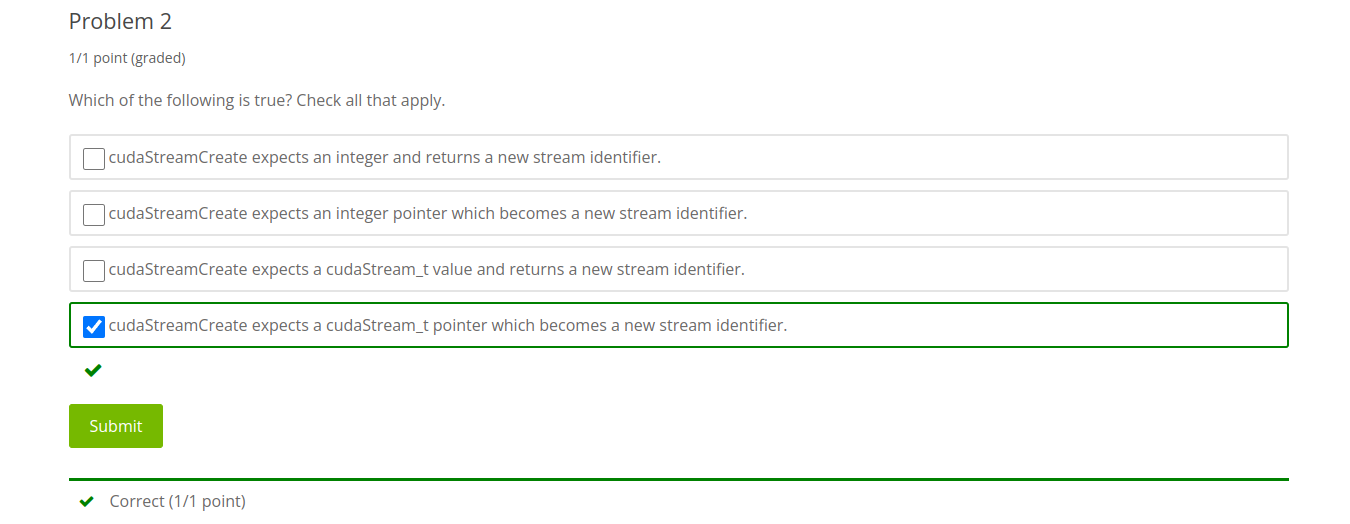 Problem 2
1/1 point (graded)
Which of the following is true? Check all that apply.
cudaStreamCreate expects an integer and returns a new stream identifier.
cudaStreamCreate expects an integer pointer which becomes a new stream identifier.
cudaStreamCreate expects a cudaStream_t value and returns a new stream identifier.
cudaStreamCreate expects a cudaStream_t pointer which becomes a new stream identifier.
Submit
Correct (1/1 point)